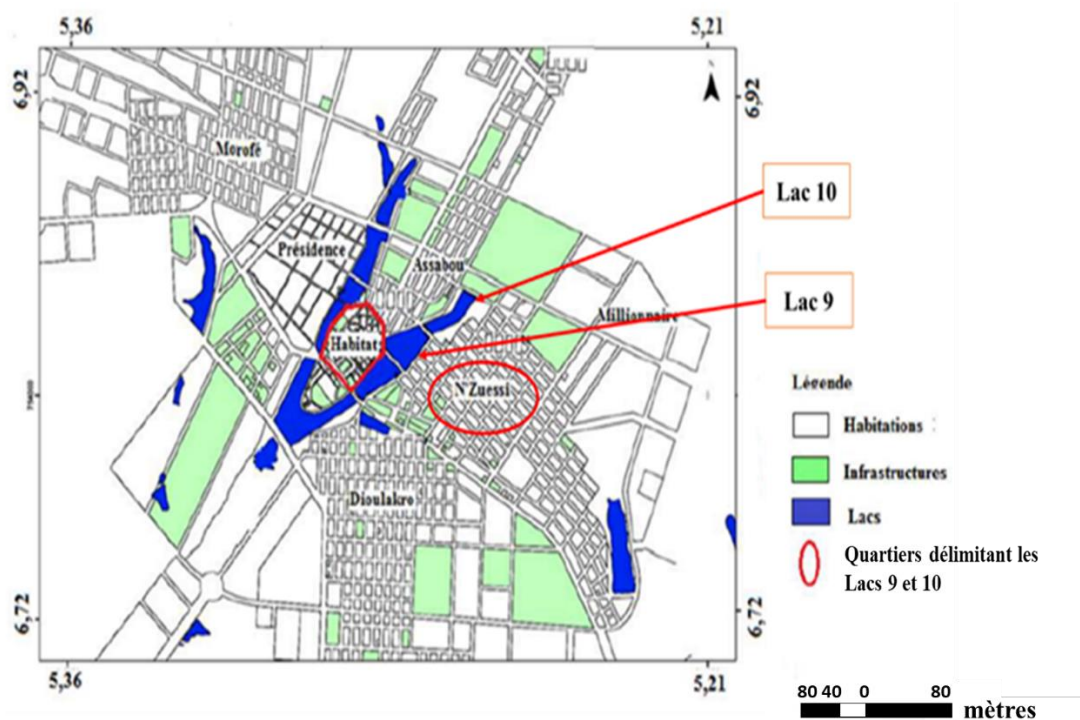 5,36
5,21
6,92
6,92
Morofé
Lac 10
Présidence
Assabou
Lac 9
Millionnaire
Habitat
N'Zuessi
Légende
Habitations :
Infrastructures
Dioulakro
Lacs
Quartiers délimitant les
Lacs 9 et 10
6,72
6,72
5,36
5,21
80 40 0 80
mètres